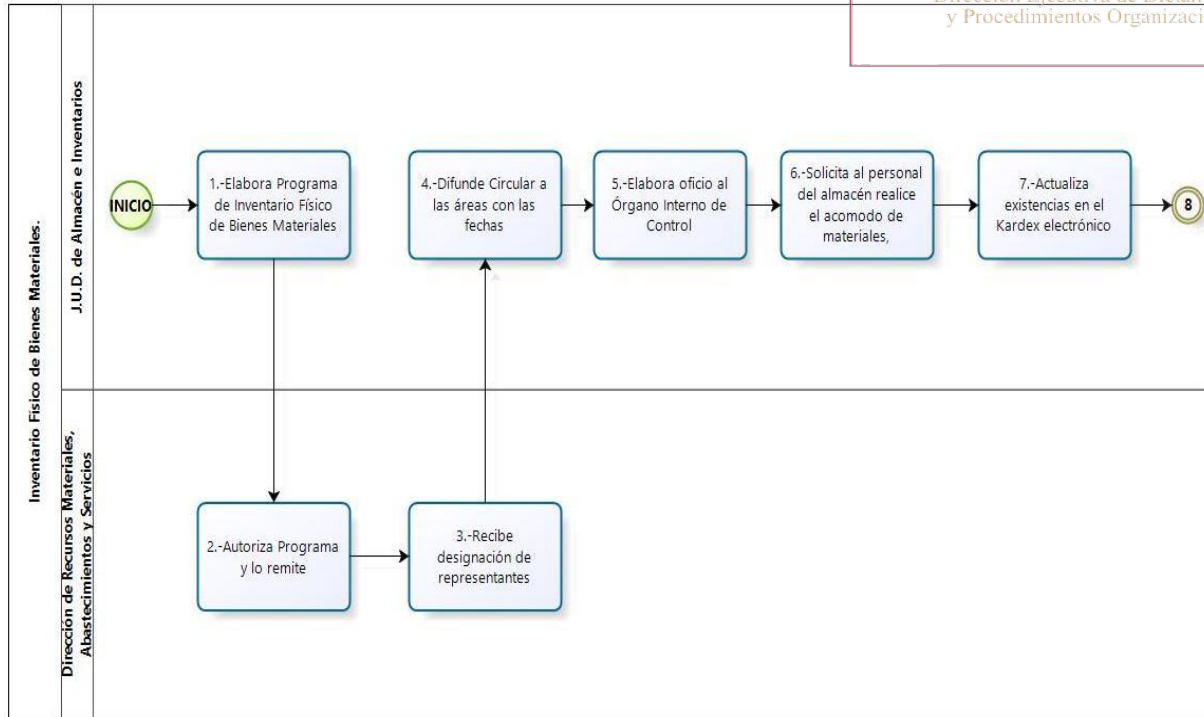 y Procedimientos Organizaci
Inventario Físico de Bienes Materiales.
J.U.D. de Almacén e Inventarios
INICIO
1.-Elabora Programa
de Inventario Físico
de Bienes Materiales
4.-Difunde Circular a
las áreas con las
fechas
5.-Elabora oficio al
Órgano Interno de
Control
6.-Solicita al personal
del almacén realice
el acomodo de
materiales,
7.-Actualiza
existencias en el
Kardex electrónico
8
Dirección de Recursos Materiales,
Abastecimientos y Servicios
2.-Autoriza Programa
y lo remite
3.-Recibe
designación de
representantes